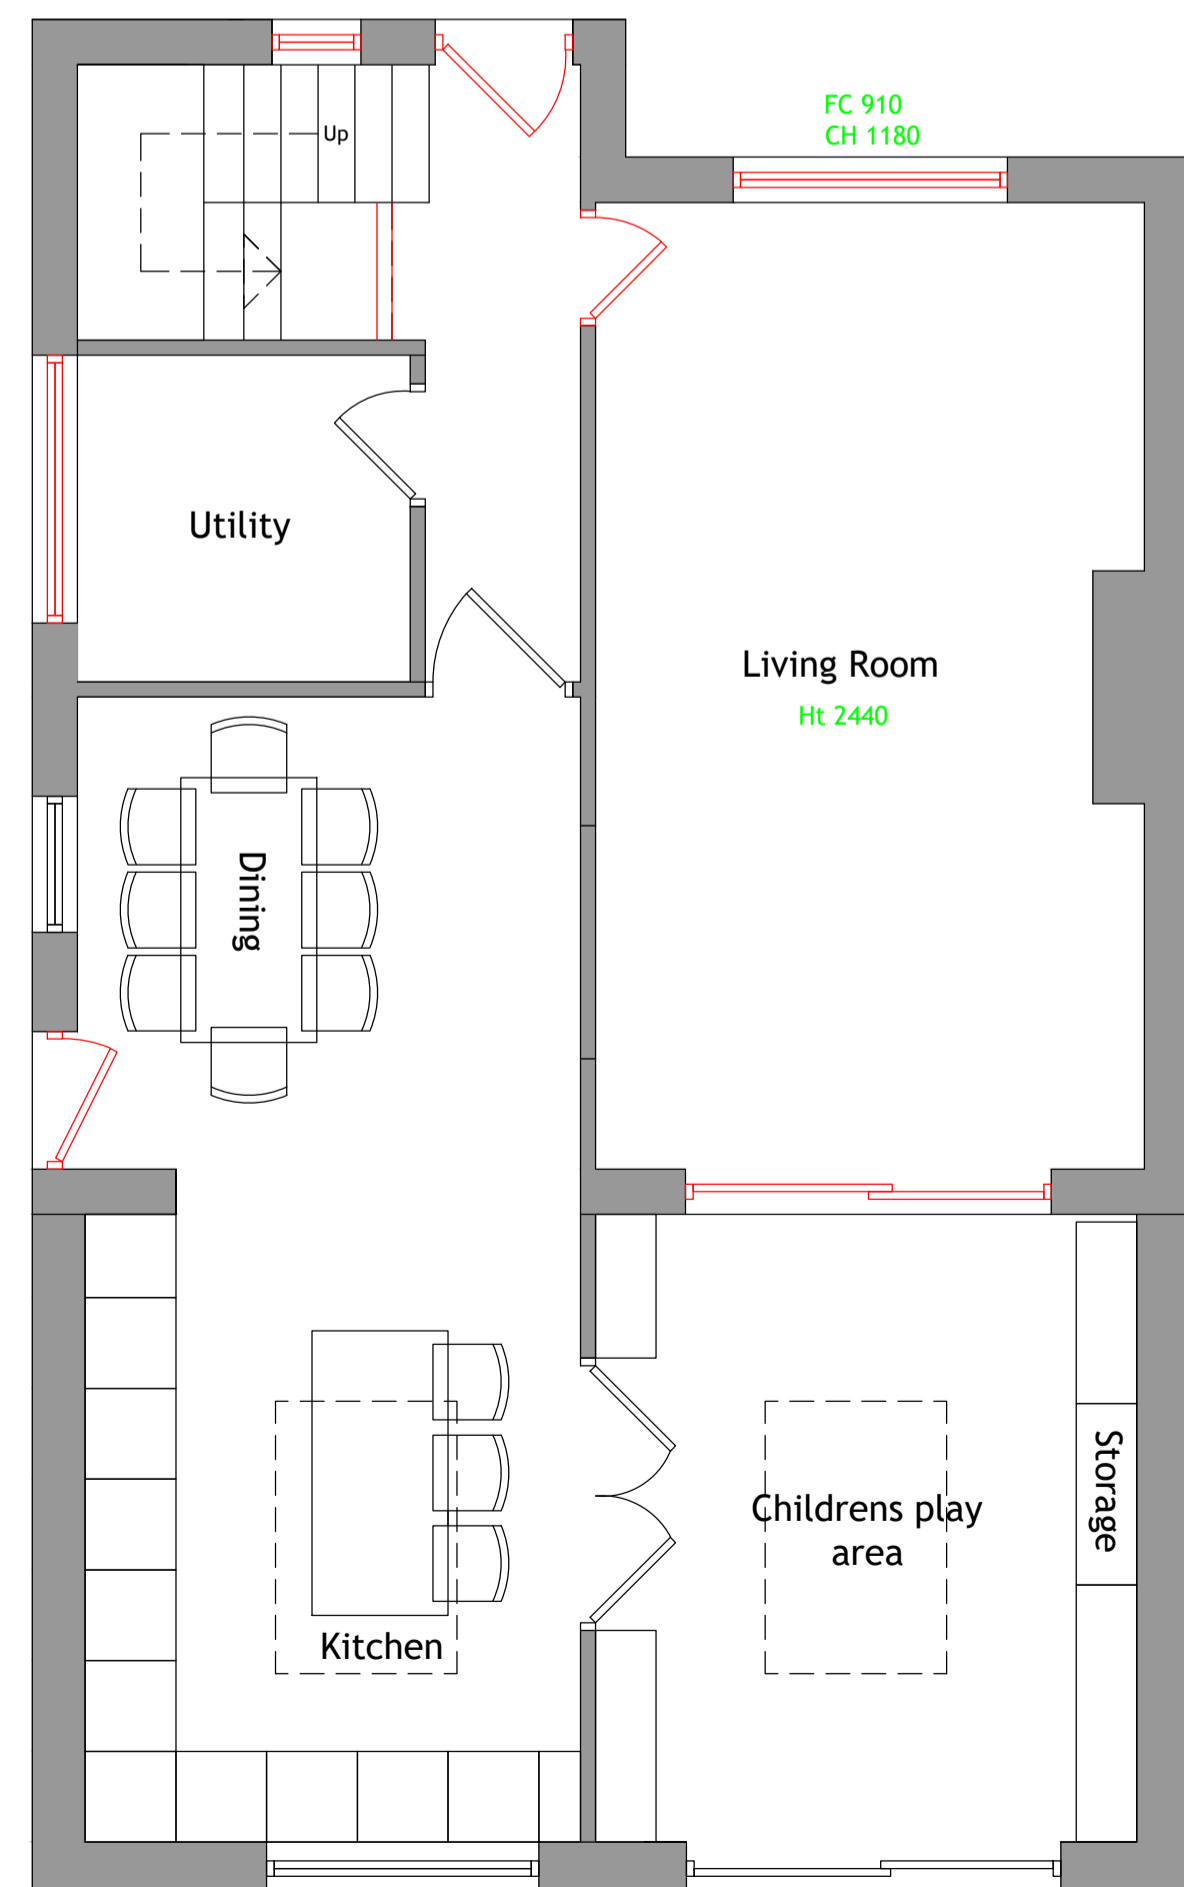 FC 910
CH 1180
Up
Utility
Living Room
Ht 2440
Dining
Childrens play
area
Storage
Kitchen